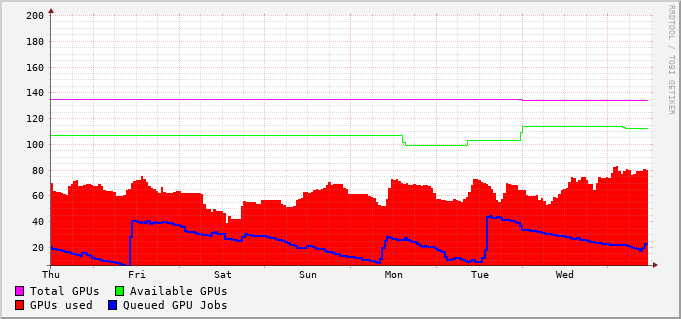 200
180
160
140
120
100
80
60
40
20
Thu Fri Sat Sun Mon Tue Wed
Total GPUs Available GPUs
GPUs used Queued GPU Jobs
RRDTOOL / TOBI OETIKER